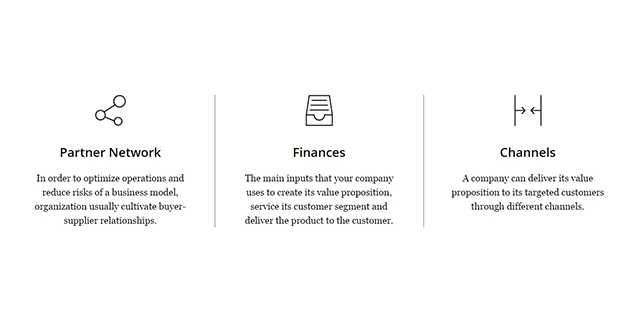 Partner Network
In order to optimize operations and
reduce risks of a business model,
organization usually cultivate buyer-
supplier relationships.
Finances
The main inputs that your company
uses to create its value proposition,
service its customer segment and
deliver the product to the customer.
Channels
A company can deliver its value
proposition to its targeted customers
through different channels.